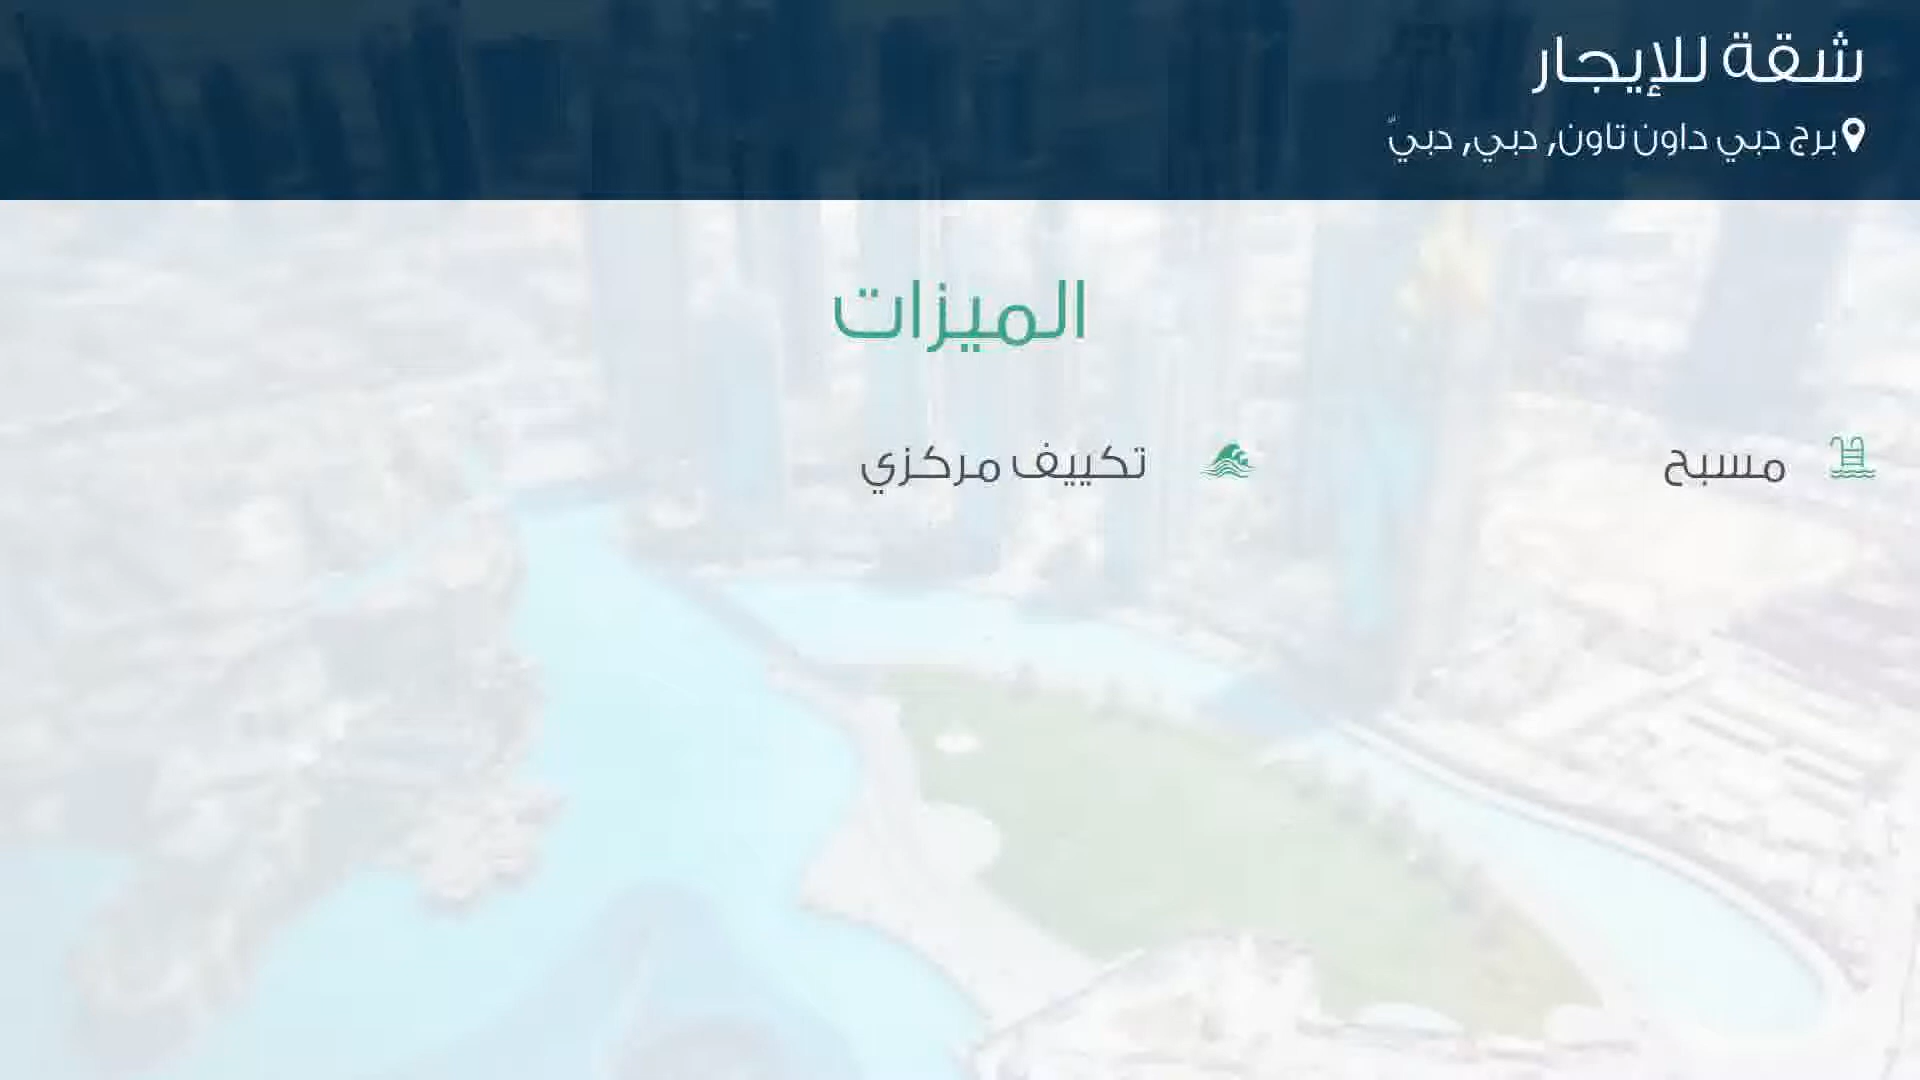 شقة للإيجار
برج دبي داون تاون, دبي, دبيّ
الميزات
مسبح
تكييف مركزي